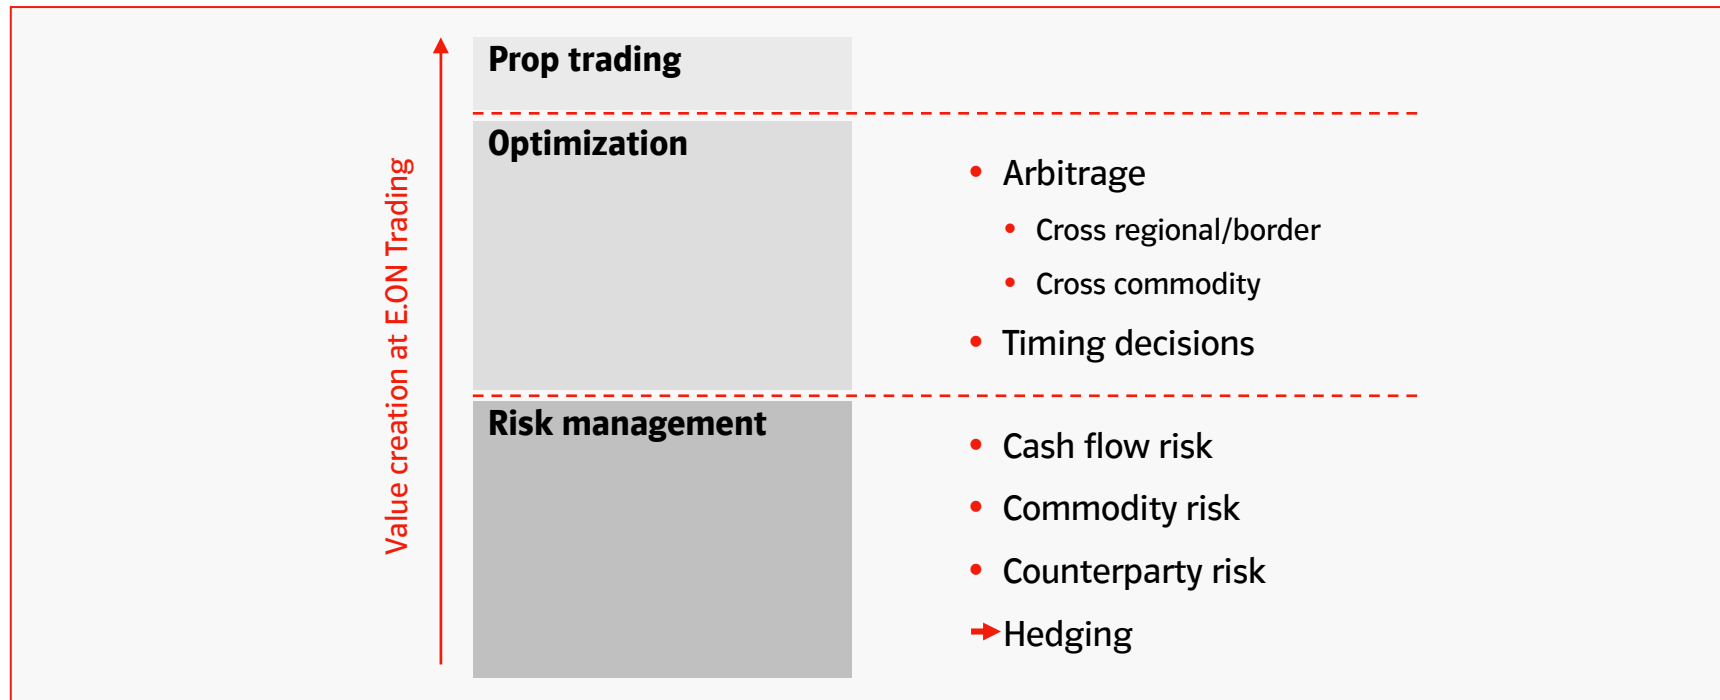 Value creation at E.ON Trading
Prop trading
Optimization
• Arbitrage
• Cross regional/border
• Cross commodity
• Timing decisions
Risk management
• Cash flow risk
• Commodity risk
• Counterparty risk
➔Hedging